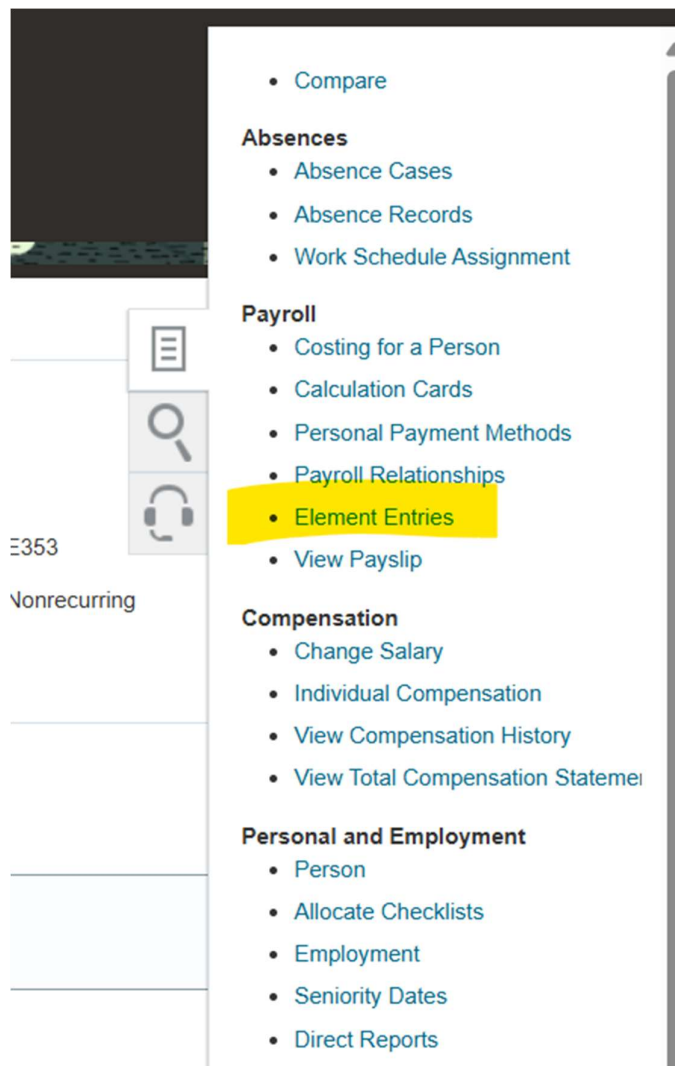 Compare
Absences
Absence Cases
Absence Records
Work Schedule Assignment
Payroll
Costing for a Person
Calculation Cards
Personal Payment Methods
Payroll Relationships
Element Entries
E353
View Payslip
Nonrecurring
Compensation
Change Salary
Individual Compensation
View Compensation History
View Total Compensation Statemen
Personal and Employment
Person
Allocate Checklists
Employment
Seniority Dates
Direct Reports